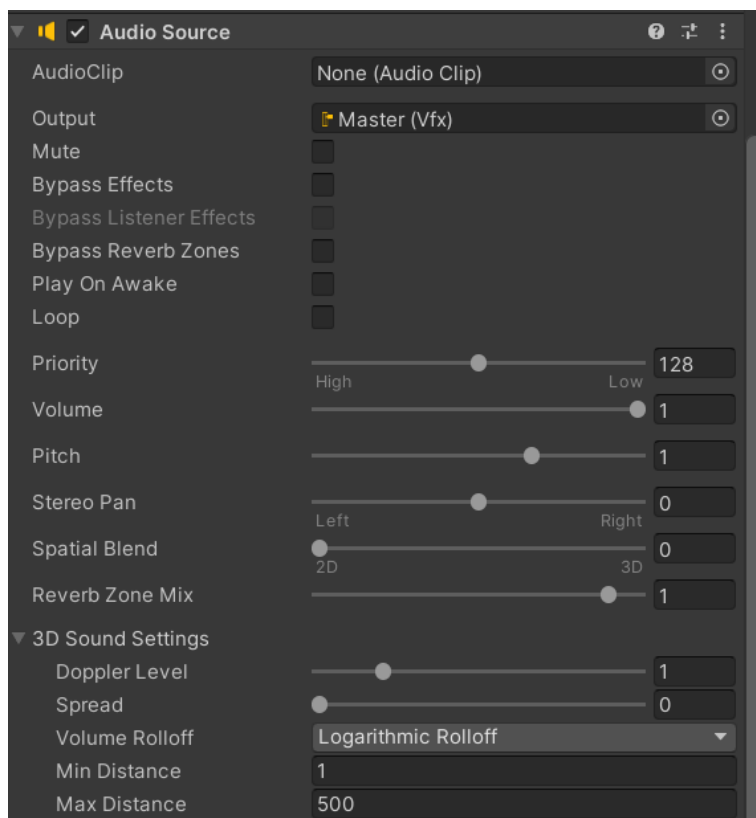 Audio Source
AudioClip None (Audio Clip)
Output Master (Vfx)
Mute
Bypass Effects
Bypass Listener Effects
Bypass Reverb Zones
Play On Awake
Loop
Priority 128
High Low
Volume 1
Pitch 1
Stereo Pan 0
Left Right
Spatial Blend 0
2D 3D
Reverb Zone Mix 1
3D Sound Settings
Doppler Level 1
Spread 0
Volume Rolloff Logarithmic Rolloff
Min Distance 1
Max Distance 500